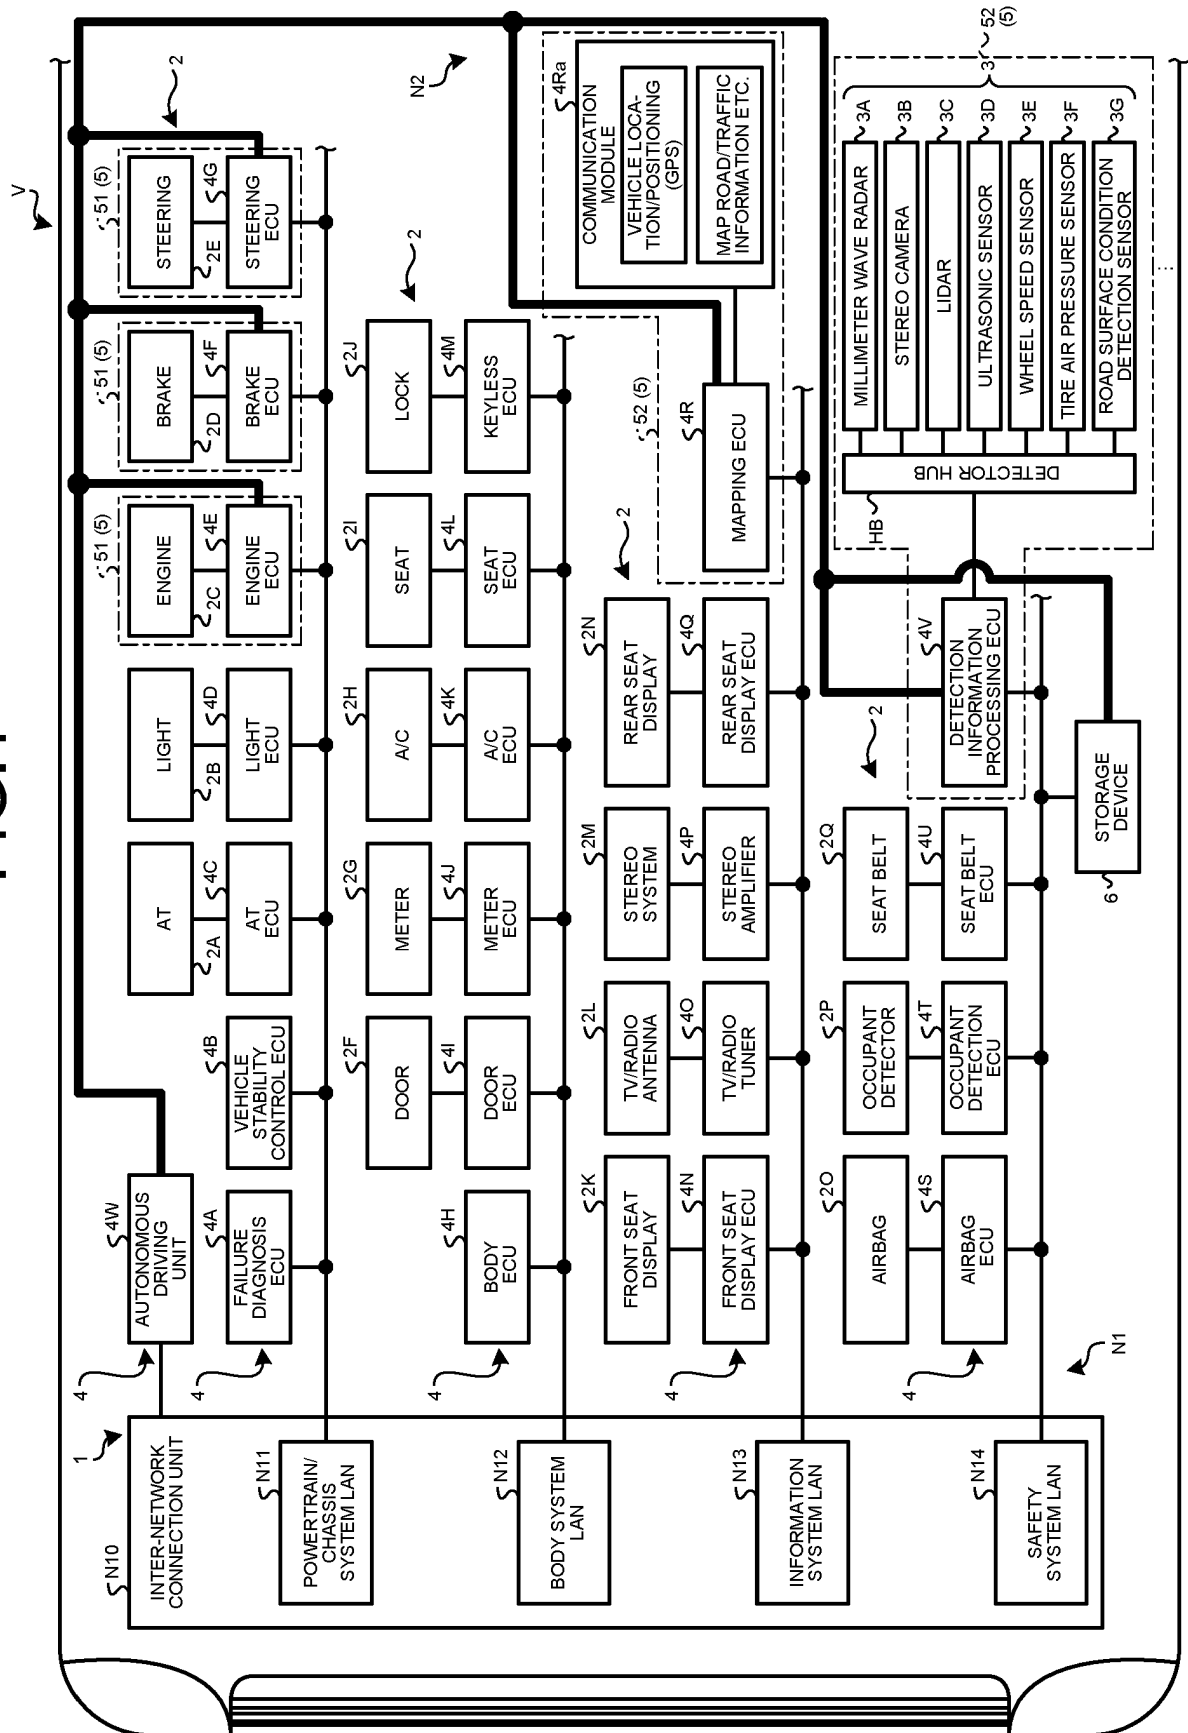 V
1
N10
INTER-NETWORK
CONNECTION UNIT
4
4W
AUTONOMOUS
DRIVING
UNIT
AT
2A
LIGHT
2B
51 (5)
ENGINE
2C
51 (5)
BRAKE
2D
51 (5)
STEERING
2E
2
N11
POWERTRAIN/
CHASSIS
SYSTEM LAN
4
4A
FAILURE
DIAGNOSIS
ECU
4B
VEHICLE
STABILITY
CONTROL ECU
4C
AT
ECU
4D
LIGHT
ECU
4E
ENGINE
ECU
4F
BRAKE
ECU
4G
STEERING
ECU
2F
DOOR
2G
METER
2H
A/C
2I
SEAT
2J
LOCK
2
N2
N12
BODY SYSTEM
LAN
4
4H
BODY
ECU
4I
DOOR
ECU
4J
METER
ECU
4K
A/C
ECU
4L
SEAT
ECU
4M
KEYLESS
ECU
2K
FRONT SEAT
DISPLAY
2L
TV/RADIO
ANTENNA
2M
STEREO
SYSTEM
2N
REAR SEAT
DISPLAY
2
52 (5)
4Ra
COMMUNICATION
MODULE
VEHICLE LOCA-
TION/POSITIONING
(GPS)
MAP ROAD/TRAFFIC
INFORMATION ETC.
N13
INFORMATION
SYSTEM LAN
4
4N
FRONT SEAT
DISPLAY ECU
4O
TV/RADIO
TUNER
4P
STEREO
AMPLIFIER
4Q
REAR SEAT
DISPLAY ECU
4R
MAPPING ECU
2O
AIRBAG
2P
OCCUPANT
DETECTOR
2Q
SEAT BELT
2
HB
DETECTOR HUB
MILLIMETER WAVE RADAR
3A
STEREO CAMERA
3B
LIDAR
3C
ULTRASONIC SENSOR
3D
WHEEL SPEED SENSOR
3E
TIRE AIR PRESSURE SENSOR
3F
ROAD SURFACE CONDITION
DETECTION SENSOR
3G
3
52
(5)
N14
SAFETY
SYSTEM LAN
4
4S
AIRBAG
ECU
4T
OCCUPANT
DETECTION
ECU
4U
SEAT BELT
ECU
4V
DETECTION
INFORMATION
PROCESSING ECU
N1
6
STORAGE
DEVICE